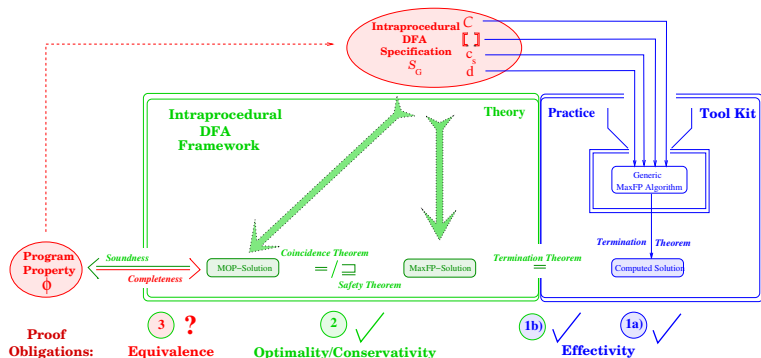 Intraprocedural
DFA
Specification
S_G
C
⟦ ⟧
c_s
d
Intraprocedural
DFA
Framework
Theory
Practice
Tool Kit
Generic
MaxFP Algorithm
Termination Theorem
Computed Solution
Program
Property
ϕ
Soundness
Completeness
MOP-Solution
Coincidence Theorem
= / ⊒
Safety Theorem
MaxFP-Solution
Termination Theorem
=
Proof
Obligations:
3 ?
Equivalence
2
Optimality/Conservativity
1b)
1a)
Effectivity